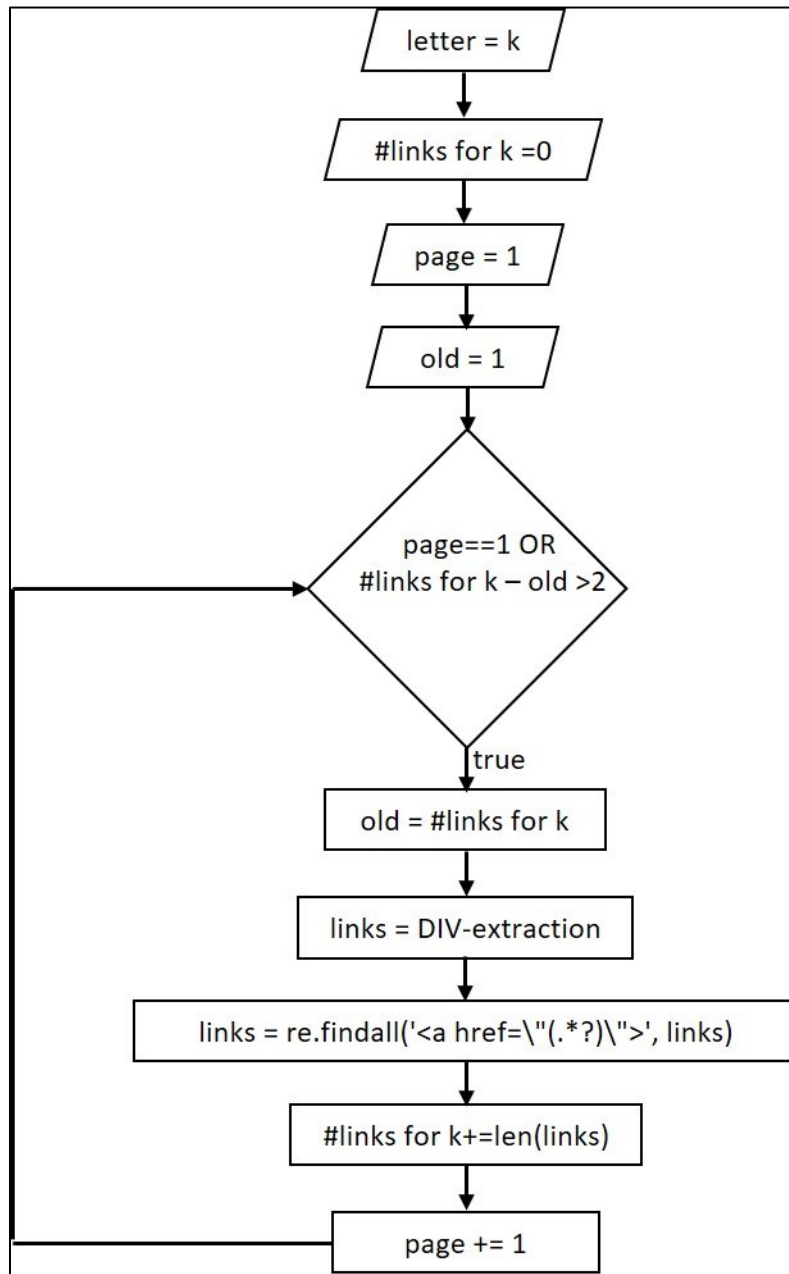 letter = k
#links for k =0
page = 1
old = 1
page==1 OR
#links for k – old >2
true
old = #links for k
links = DIV-extraction
links = re.findall('<a href=\"(.*?)\">', links)
#links for k+=len(links)
page += 1